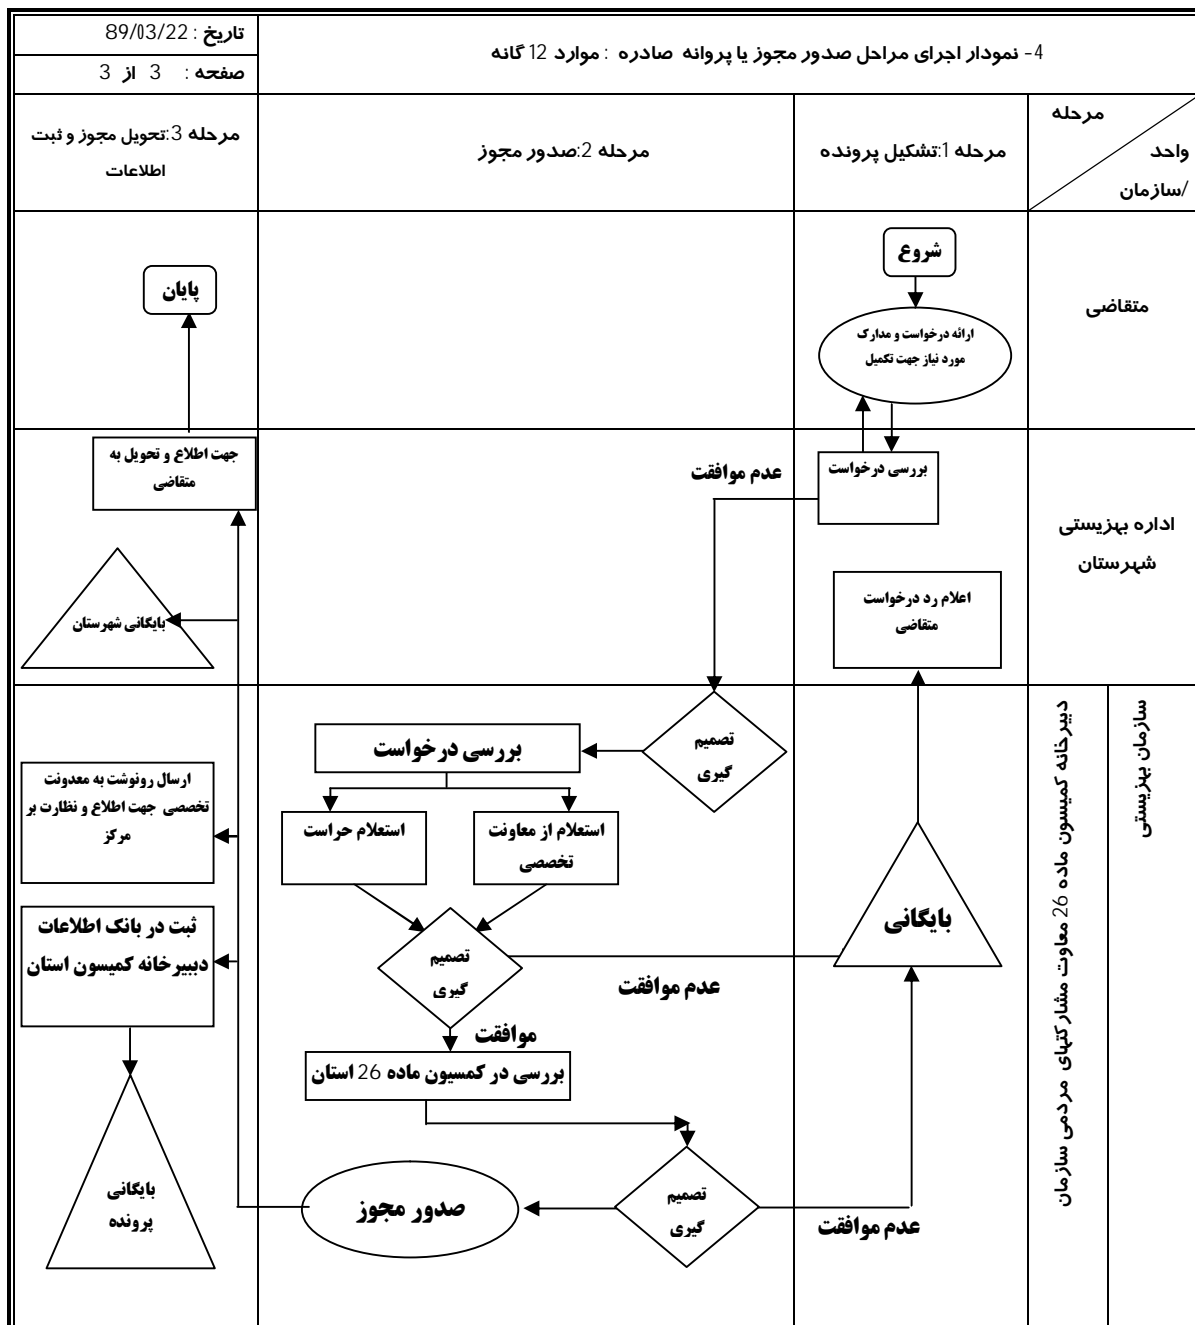 4- نمودار اجرای مراحل صدور مجوز یا پروانه صادره : موارد 12 گانه
تاریخ : 89/03/22
صفحه : 3 از 3
مرحله
واحد
/سازمان
مرحله 1:تشکیل پرونده
مرحله 2:صدور مجوز
مرحله 3:تحویل مجوز و ثبت
اطلاعات
متقاضی
شروع
ارائه درخواست و مدارک
مورد نیاز جهت تکمیل
پایان
اداره بهزیستی
شهرستان
بررسی درخواست
عدم موافقت
اعلام رد درخواست
متقاضی
جهت اطلاع و تحویل به
متقاضی
بایگانی شهرستان
سازمان بهزیستی
دبیرخانه کمیسون ماده 26 معاوت مشارکتهای مردمی سازمان
تصمیم
گیری
بررسی درخواست
استعلام از معاونت
تخصصی
استعلام حراست
تصمیم
گیری
عدم موافقت
بایگانی
موافقت
بررسی در کمسیون ماده 26 استان
تصمیم
گیری
عدم موافقت
صدور مجوز
ارسال رونوشت به معدونت
تخصصی جهت اطلاع و نظارت بر
مرکز
ثبت در بانک اطلاعات
دبیبرخانه کمیسون استان
بایگانی
پرونده